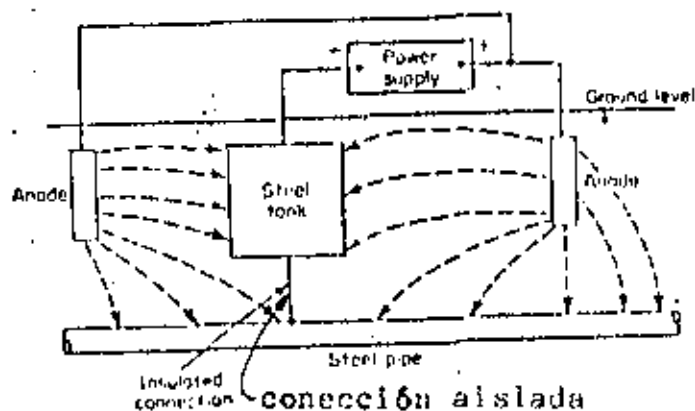 Power
supply
+
Ground level
Anode
Steel
tank
Anode
Steel pipe
Insulated
connection
conección aislada